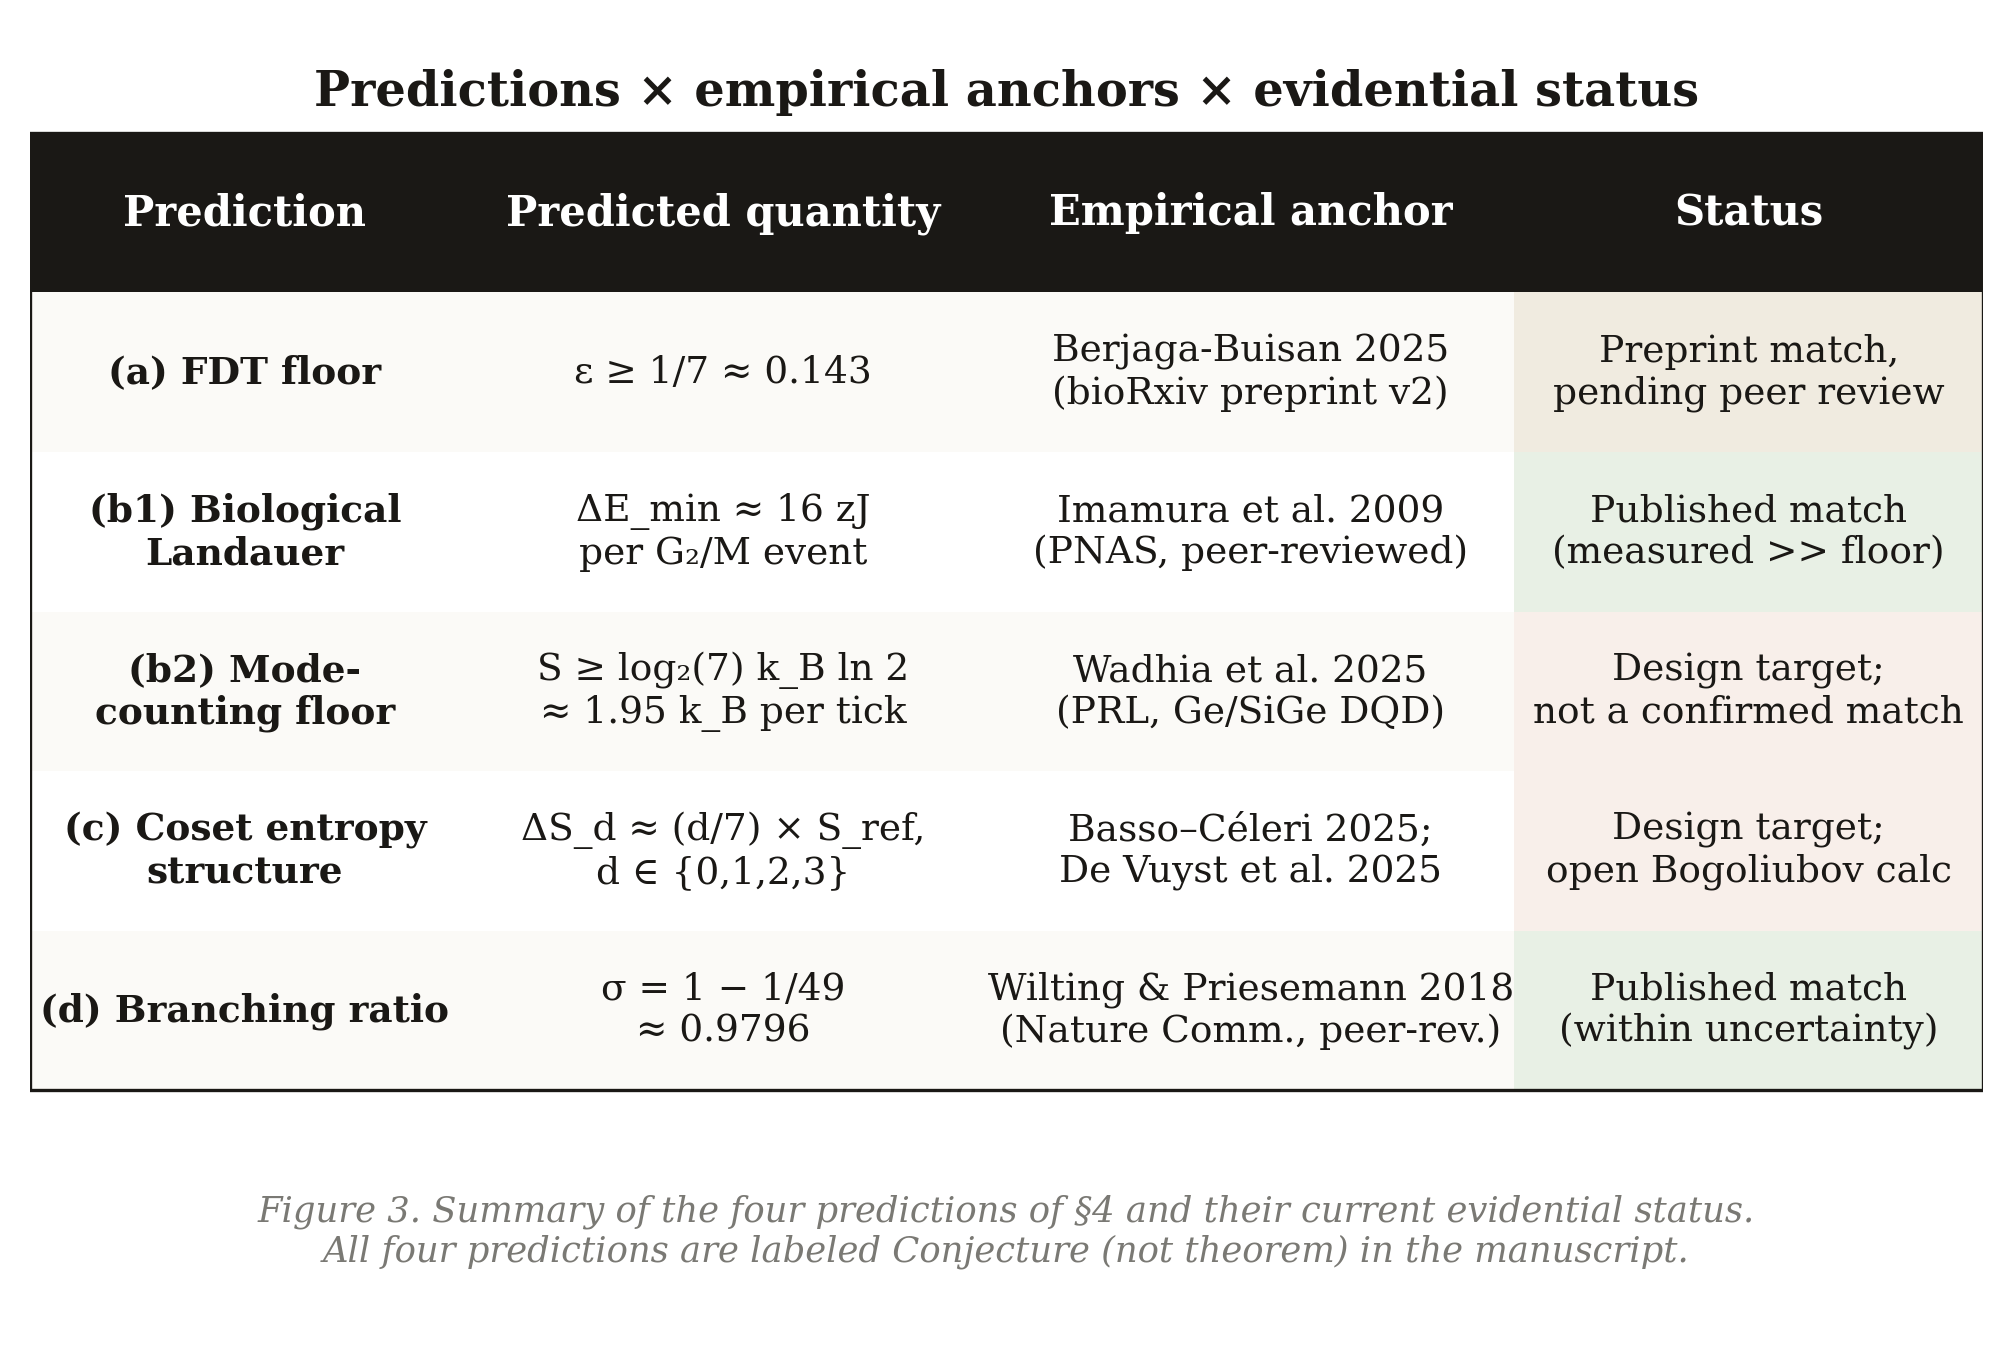 Predictions × empirical anchors × evidential status
Prediction
Predicted quantity
Empirical anchor
Status
(a) FDT floor
ε ≥ 1/7 ≈ 0.143
Berjaga-Buisan 2025
(bioRxiv preprint v2)
Preprint match,
pending peer review
(b1) Biological
Landauer
ΔE_min ≈ 16 zJ
per G₂/M event
Imamura et al. 2009
(PNAS, peer-reviewed)
Published match
(measured >> floor)
(b2) Mode-
counting floor
S ≥ log₂(7) k_B ln 2
≈ 1.95 k_B per tick
Wadhia et al. 2025
(PRL, Ge/SiGe DQD)
Design target;
not a confirmed match
(c) Coset entropy
structure
ΔS_d ≈ (d/7) × S_ref,
d ∈ {0,1,2,3}
Basso–Céleri 2025;
De Vuyst et al. 2025
Design target;
open Bogoliubov calc
(d) Branching ratio
σ = 1 − 1/49
≈ 0.9796
Wilting & Priesemann 2018
(Nature Comm., peer-rev.)
Published match
(within uncertainty)
Figure 3. Summary of the four predictions of §4 and their current evidential status.
All four predictions are labeled Conjecture (not theorem) in the manuscript.